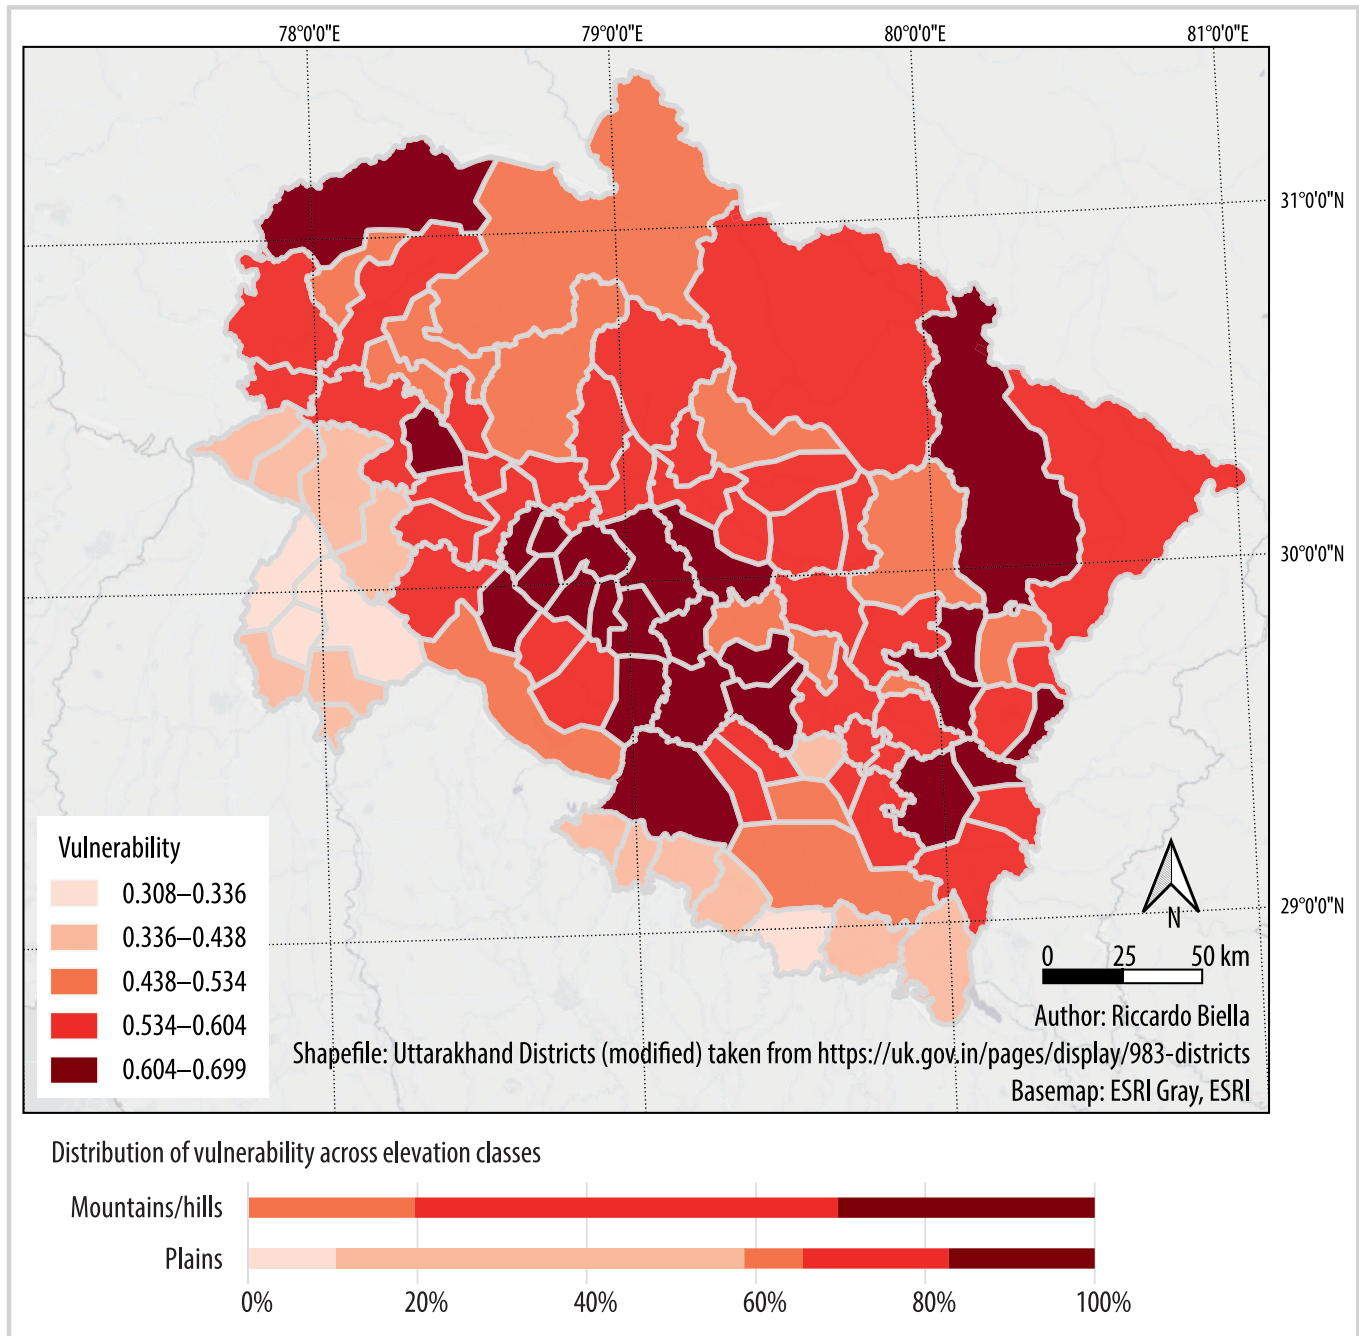 78°0'0"E 79°0'0"E 80°0'0"E 81°0'0"E
31°0'0"N
30°0'0"N
29°0'0"N
Vulnerability
0.308–0.336
0.336–0.438
0.438–0.534
0.534–0.604
0.604–0.699
N
0 25 50 km
Author: Riccardo Biella
Shapefile: Uttarakhand Districts (modified) taken from https://uk.gov.in/pages/display/983-districts
Basemap: ESRI Gray, ESRI
Distribution of vulnerability across elevation classes
Mountains/hills
Plains
0% 20% 40% 60% 80% 100%